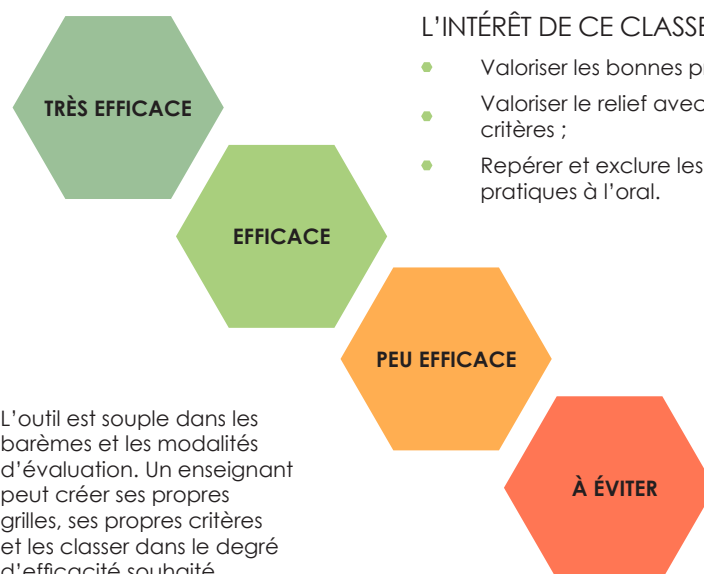 L'INTÉRÊT DE CE
Valoriser les bonnes
Valoriser le relief avec
critères ;
Repérer et exclure les
pratiques à l'oral.
TRÈS EFFICACE
EFFICACE
PEU EFFICACE
À ÉVITER
L'outil est souple dans les
barèmes et les modalités
d'évaluation. Un enseignant
peut créer ses propres
grilles, ses propres critères
et les classer dans le degré
d'efficacité souhaité